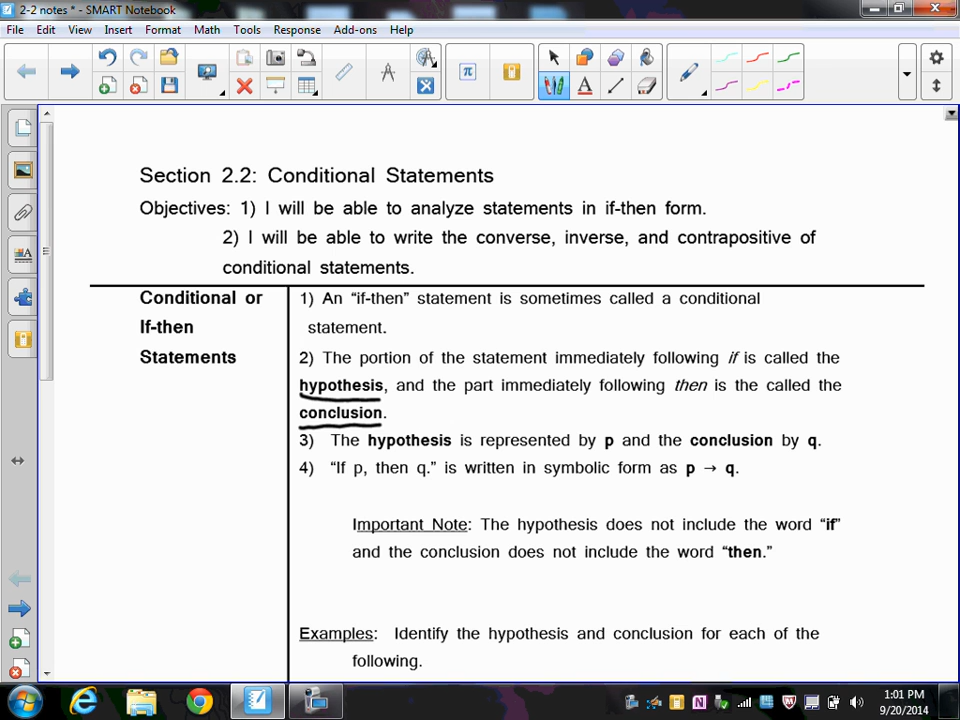 2-2 notes * - SMART Notebook
File Edit View Insert Format Math Tools Response Add-ons Help
Section 2.2: Conditional Statements
Objectives: 1) I will be able to analyze statements in if-then form.
2) I will be able to write the converse, inverse, and contrapositive of
conditional statements.
Conditional or
If-then
Statements
1) An “if-then” statement is sometimes called a conditional
statement.
2) The portion of the statement immediately following if is called the
hypothesis, and the part immediately following then is the called the
conclusion.
3) The hypothesis is represented by p and the conclusion by q.
4) “If p, then q.” is written in symbolic form as p → q.
Important Note: The hypothesis does not include the word “if”
and the conclusion does not include the word “then.”
Examples: Identify the hypothesis and conclusion for each of the
following.
1:01 PM
9/20/2014